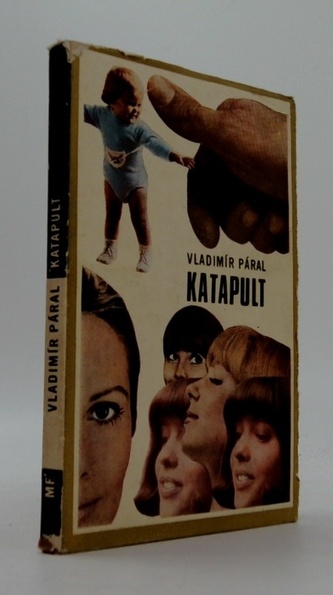 VLADIMÍR PÁRAL
KATAPULT
MF VLADIMÍR PÁRAL KATAPULT